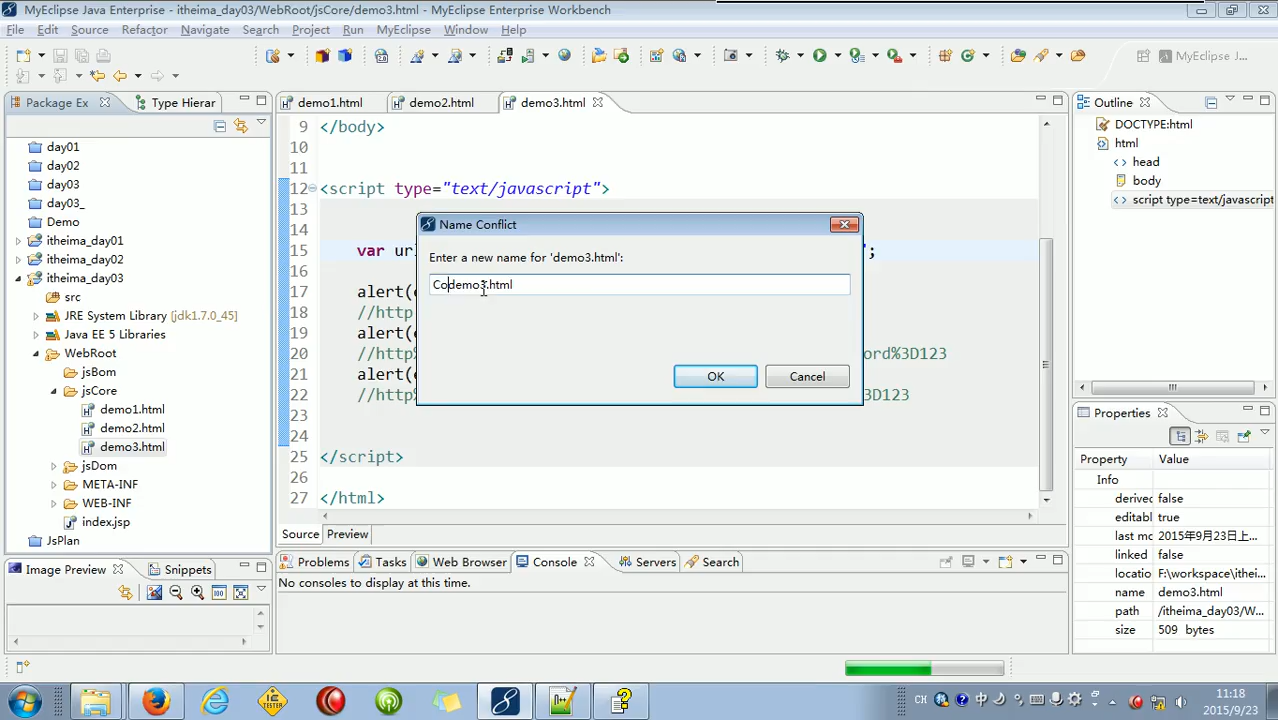 MyEclipse Java Enterprise - itheima_day03/WebRoot/jsCore/demo3.html - MyEclipse Enterprise Workbench
File Edit Source Refactor Navigate Search Project Run MyEclipse Window Help
MyEclipse J...
Package Ex
Type Hierar
demo1.html
demo2.html
demo3.html
Outline
day01
day02
day03
day03_
Demo
itheima_day01
itheima_day02
itheima_day03
src
JRE System Library [jdk1.7.0_45]
Java EE 5 Libraries
WebRoot
jsBom
jsCore
demo1.html
demo2.html
demo3.html
jsDom
META-INF
WEB-INF
index.jsp
JsPlan
9 </body>
10
11
12 <script type="text/javascript">
13
14
15 var url ";
16
17 alert(
18 //http
19 alert(
20 //http% ord%3D123
21 alert(
22 //http% 3D123
23
24
25 </script>
26
27 </html>
Source Preview
Name Conflict
Enter a new name for 'demo3.html':
Codemo3.html
OK
Cancel
DOCTYPE:html
html
head
body
script type=text/javascript
Properties
Property Value
Info
derived false
editabl true
last mo 2015年9月23日上...
linked false
locatio F:\workspace\ithei...
name demo3.html
path /itheima_day03/W...
size 509 bytes
Image Preview
Snippets
Problems
Tasks
Web Browser
Console
Servers
Search
No consoles to display at this time.
CH
中
11:18
2015/9/23